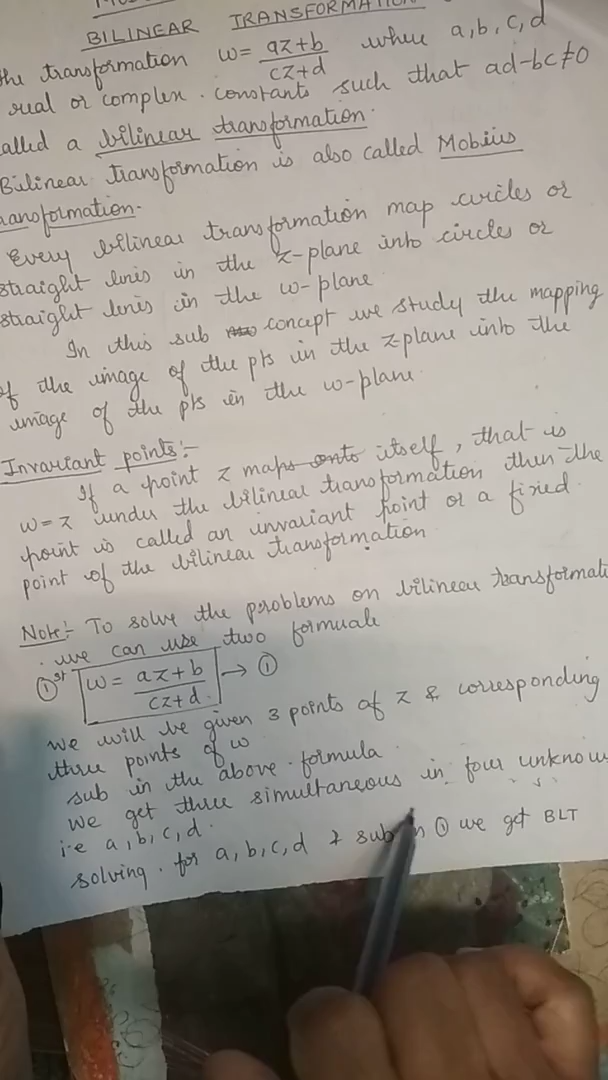 BILINEAR TRANSFORMATION
The transformation w = az+b / cz+d where a, b, c, d
real or complex constants such that ad-bc≠0
called a bilinear transformation.
Bilinear transformation is also called Mobius
transformation.
Every bilinear transformation map circles or
straight lines in the z-plane into circles or
straight lines in the w-plane.
In this sub concept we study the mapping
of the image of the pts in the z plane into the
image of the pts in the w-plane.
Invariant points:-
If a point z maps onto itself, that is
w=z under the bilinear transformation then the
point is called an invariant point or a fixed
point of the bilinear transformation.
Note:- To solve the problems on bilinear transformati
we can use two formuale
①st w = az+b / cz+d → ①
We will be given 3 points of z & corresponding
three points of w
sub in the above formula.
We get three simultaneous in four unknow
i.e a, b, c, d.
solving for a, b, c, d & sub in ① we get BLT